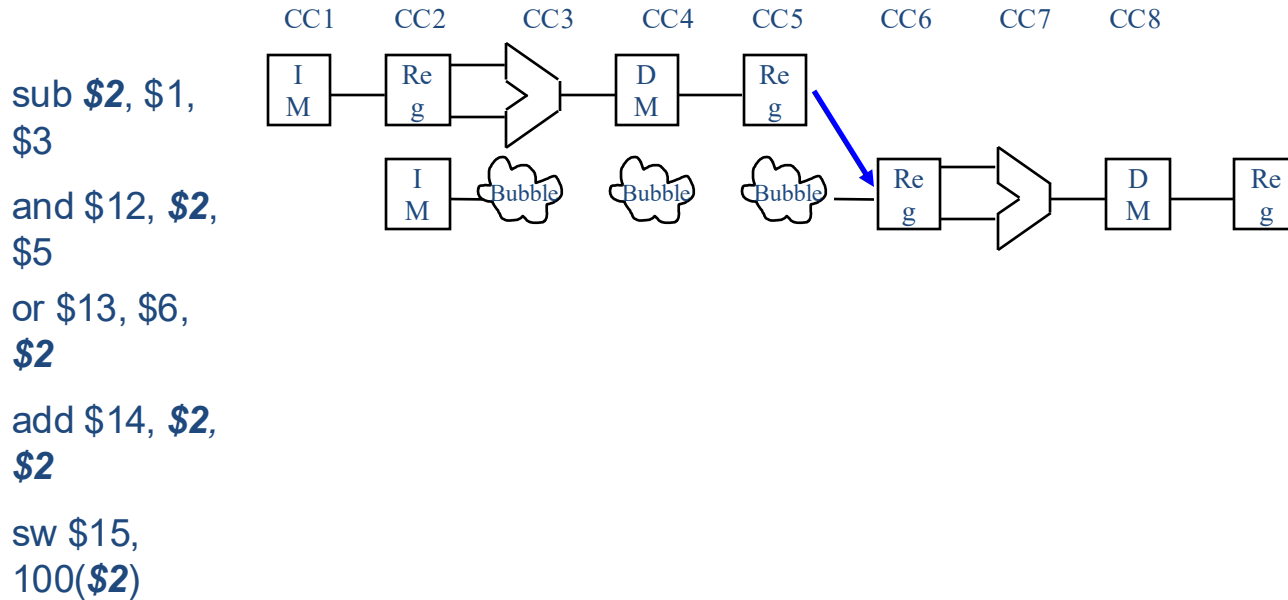 CC1 CC2 CC3 CC4 CC5 CC6 CC7 CC8
I
M
Re
g
D
M
Re
g
sub $2, $1,
$3
I
M
Bubble
Bubble
Bubble
Re
g
D
M
Re
g
and $12, $2,
$5
or $13, $6,
$2
add $14, $2,
$2
sw $15,
100($2)